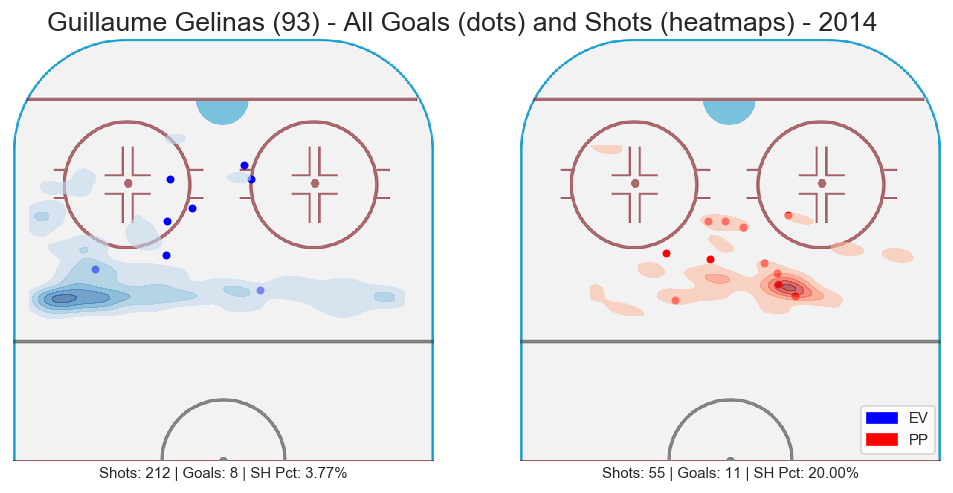 Guillaume Gelinas (93) - All Goals (dots) and Shots (heatmaps) - 2014
EV
PP
Shots: 212 | Goals: 8 | SH Pct: 3.77%
Shots: 55 | Goals: 11 | SH Pct: 20.00%